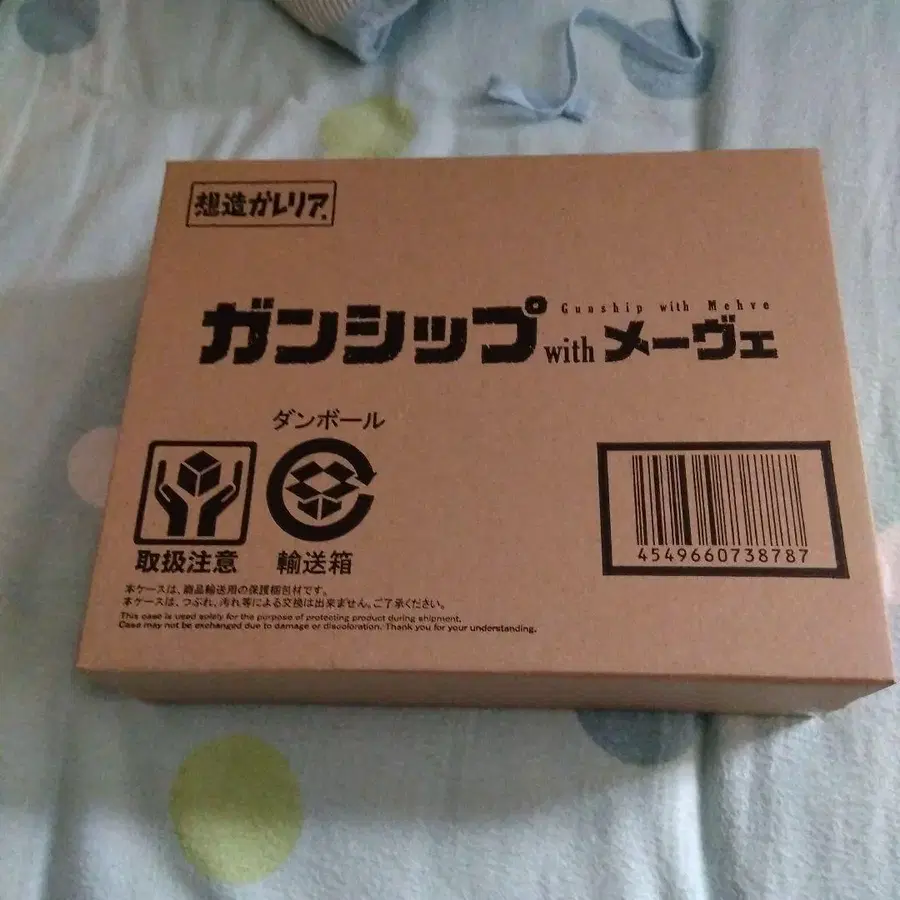 想造ガレリア
Gunship with Mehve
ガンシップ with メーヴェ
ダンボール
取扱注意
輸送箱
4549660738787
本ケースは、商品輸送用の保護梱包材です。
本ケースは、つぶれ、汚れ等による交換は出来ません。ご了承ください。
This case is used solely for the purpose of protecting product during shipment.
Case may not be exchanged due to damage or discoloration. Thank you for your understanding.